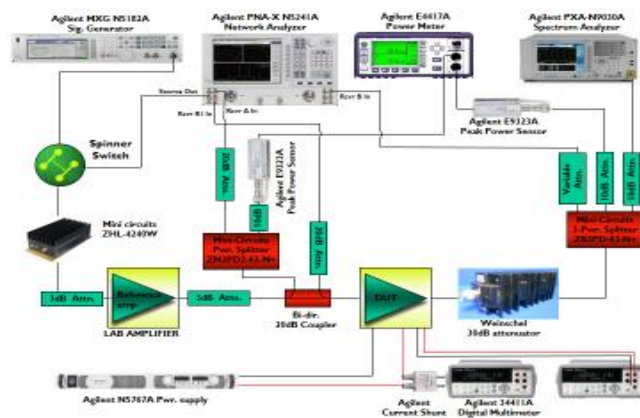 Agilent MXG N5182A
Sig. Generator
Agilent PNA-X N5241A
Network Analyzer
Agilent E4417A
Power Meter
Agilent PXA-N9030A
Spectrum Analyzer
Source Out
Rcvr R1 In
Rcvr A In
Rcvr B In
Agilent E9323A
Peak Power Sensor
Spinner
Switch
20dB Attn.
Agilent E9323A
Peak Power Sensor
Variable
Attn.
10dB Attn.
10dB Attn.
Mini circuits
ZHL-4240W
Mini-Circuits
Pwr. Splitter
20dB Attn.
Mini-Circuits
3-Pwr. Splitter
3dB Attn.
Reference
amp
3dB Attn.
DUT
LAB AMPLIFIER
Bi-dir.
20dB Coupler
Weinschel
30dB attenuator
Agilent N5767A Pwr. supply
Agilent
Current Shunt
Agilent 34411A
Digital Multimeter